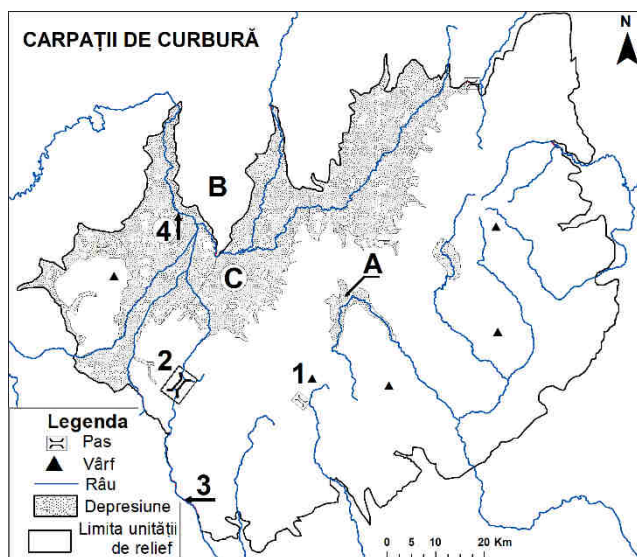 CARPAȚII DE CURBURĂ
N
B
4
C
A
2
1
3
Legenda
Pas
Vârf
Râu
Depresiune
Limita unității
de relief
0 5 10 20 Km